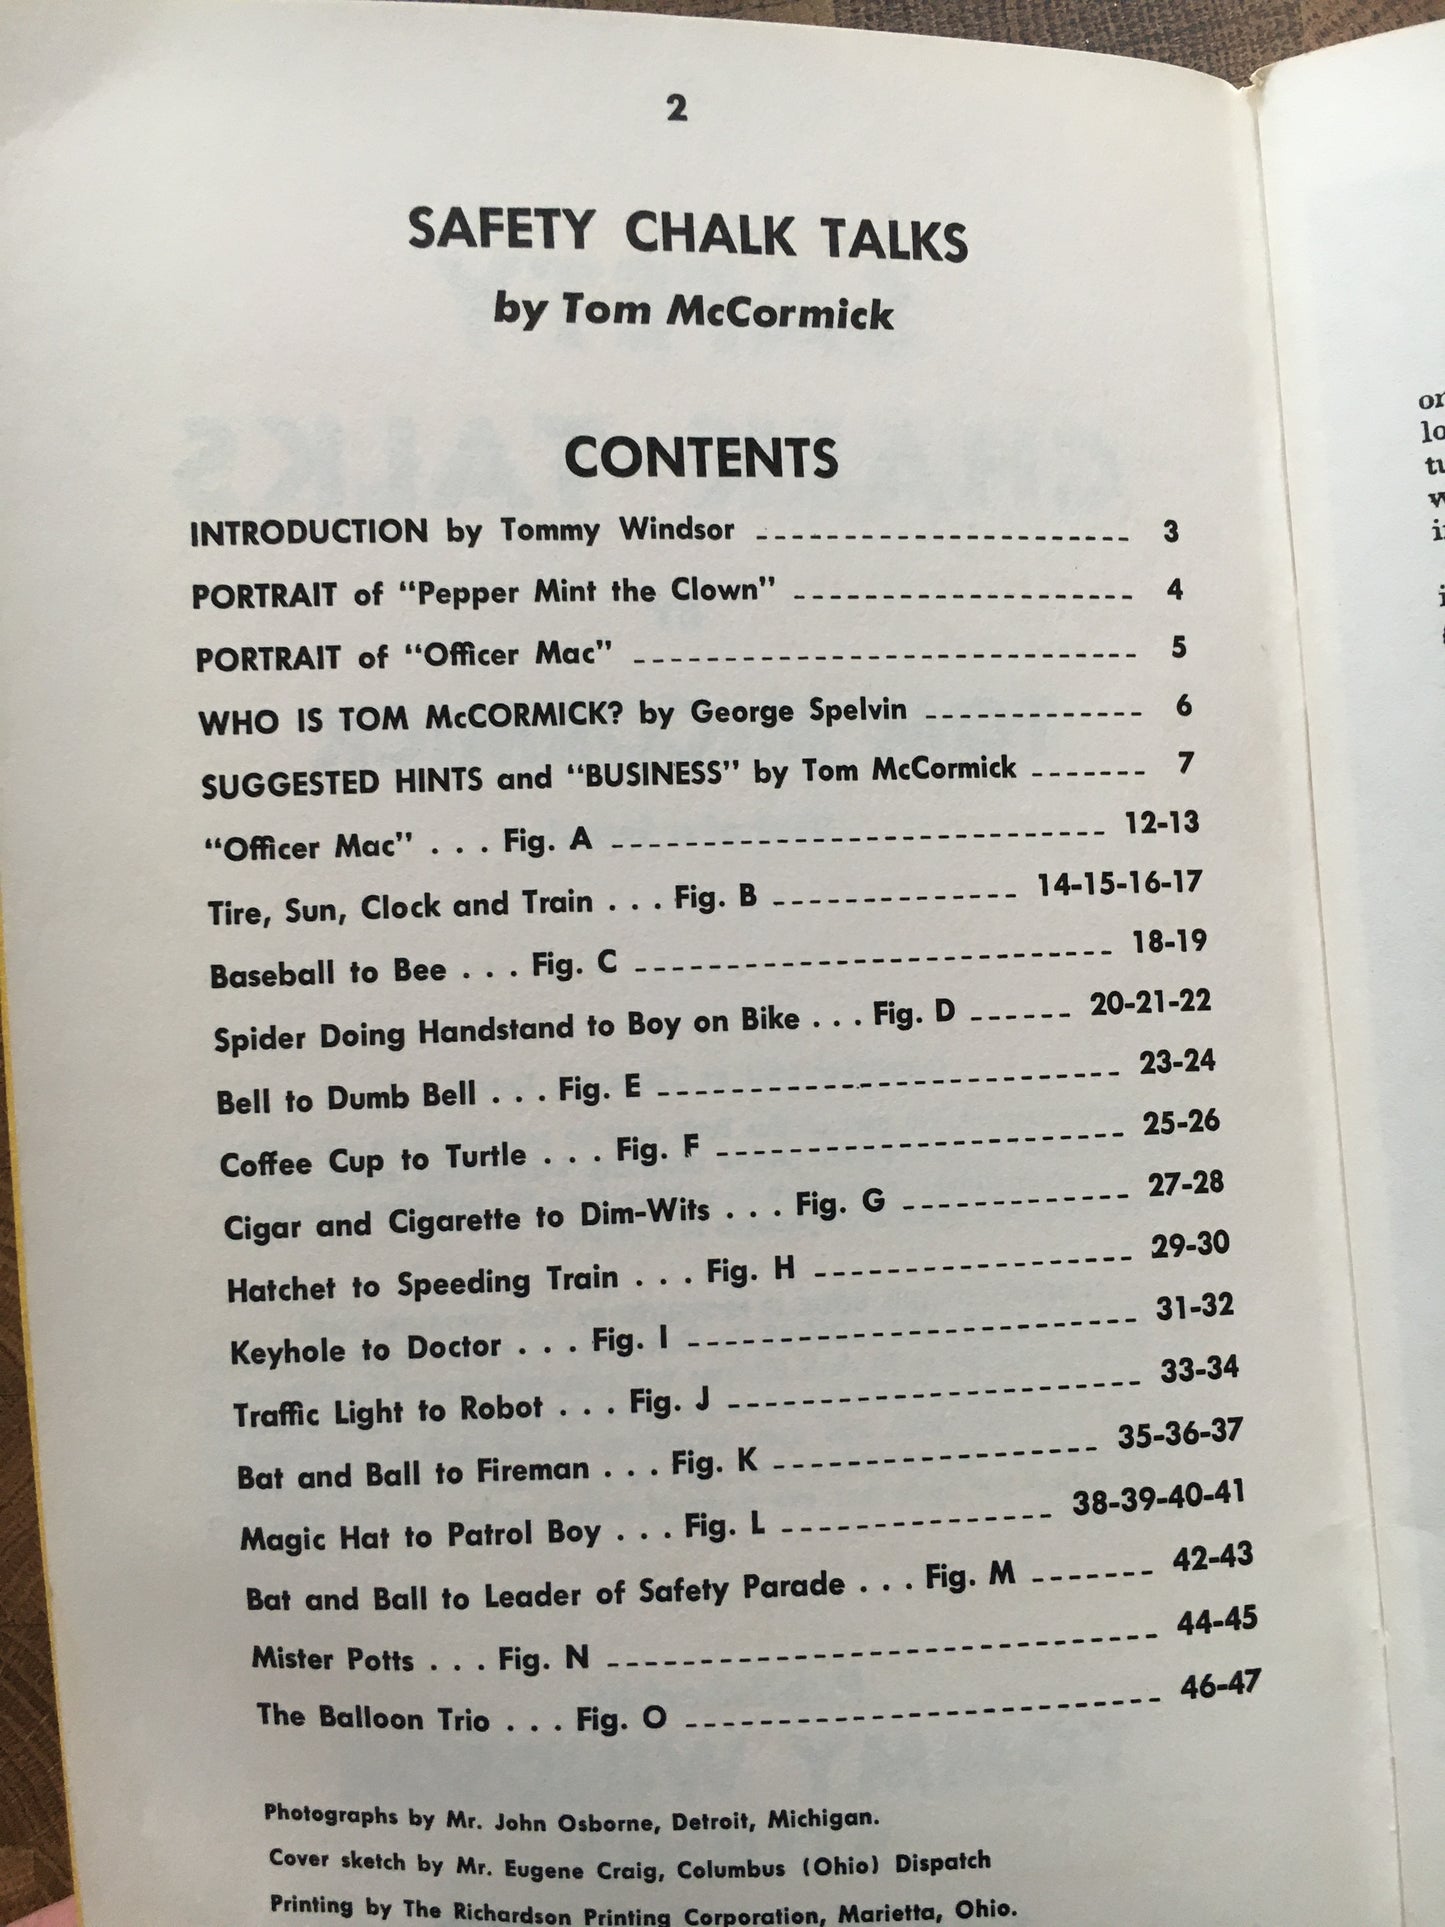 2
SAFETY CHALK TALKS
by Tom McCormick
CONTENTS
INTRODUCTION by Tommy Windsor ---------------------- 3
PORTRAIT of “Pepper Mint the Clown” -------------------- 4
PORTRAIT of “Officer Mac” ----------------------------- 5
WHO IS TOM McCORMICK? by George Spelvin ------------- 6
SUGGESTED HINTS and “BUSINESS” by Tom McCormick ------- 7
“Officer Mac” . . . Fig. A ----------------------------- 12-13
Tire, Sun, Clock and Train . . . Fig. B -------------- 14-15-16-17
Baseball to Bee . . . Fig. C ---------------------------- 18-19
Spider Doing Handstand to Boy on Bike . . . Fig. D ------ 20-21-22
Bell to Dumb Bell . . . Fig. E --------------------------- 23-24
Coffee Cup to Turtle . . . Fig. F ------------------------ 25-26
Cigar and Cigarette to Dim-Wits . . . Fig. G ------------- 27-28
Hatchet to Speeding Train . . . Fig. H ------------------ 29-30
Keyhole to Doctor . . . Fig. I -------------------------- 31-32
Traffic Light to Robot . . . Fig. J ----------------------- 33-34
Bat and Ball to Fireman . . . Fig. K ------------------ 35-36-37
Magic Hat to Patrol Boy . . . Fig. L --------------- 38-39-40-41
Bat and Ball to Leader of Safety Parade . . . Fig. M ------- 42-43
Mister Potts . . . Fig. N ------------------------------- 44-45
The Balloon Trio . . . Fig. O --------------------------- 46-47
Photographs by Mr. John Osborne, Detroit, Michigan.
Cover sketch by Mr. Eugene Craig, Columbus (Ohio) Dispatch
Printing by The Richardson Printing Corporation, Marietta, Ohio.